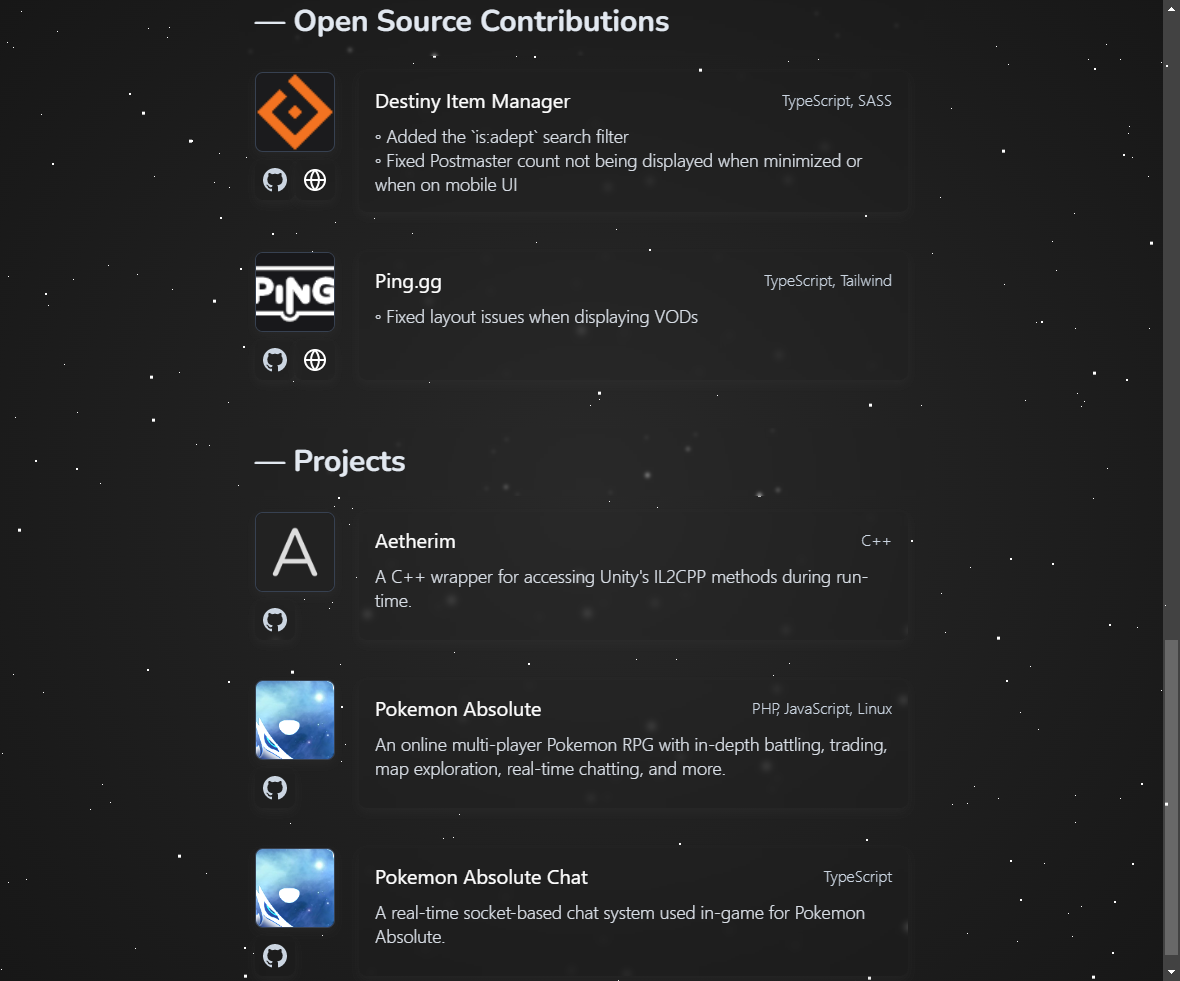 — Open Source Contributions
Destiny Item Manager
TypeScript, SASS
◦ Added the `is:adept` search filter
◦ Fixed Postmaster count not being displayed when minimized or
when on mobile UI
PING
Ping.gg
TypeScript, Tailwind
◦ Fixed layout issues when displaying VODs
— Projects
A
Aetherim
C++
A C++ wrapper for accessing Unity's IL2CPP methods during run-
time.
Pokemon Absolute
PHP, JavaScript, Linux
An online multi-player Pokemon RPG with in-depth battling, trading,
map exploration, real-time chatting, and more.
Pokemon Absolute Chat
TypeScript
A real-time socket-based chat system used in-game for Pokemon
Absolute.